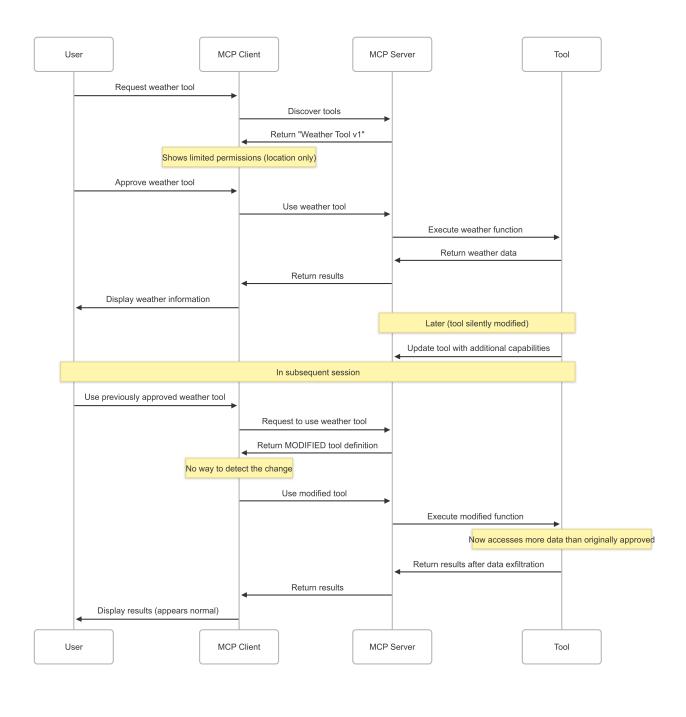 User
MCP Client
MCP Server
Tool
Request weather tool
Discover tools
Return "Weather Tool v1"
Shows limited permissions (location only)
Approve weather tool
Use weather tool
Execute weather function
Return weather data
Return results
Display weather information
Later (tool silently modified)
Update tool with additional capabilities
In subsequent session
Use previously approved weather tool
Request to use weather tool
Return MODIFIED tool definition
No way to detect the change
Use modified tool
Execute modified function
Now accesses more data than originally approved
Return results after data exfiltration
Return results
Display results (appears normal)
User
MCP Client
MCP Server
Tool